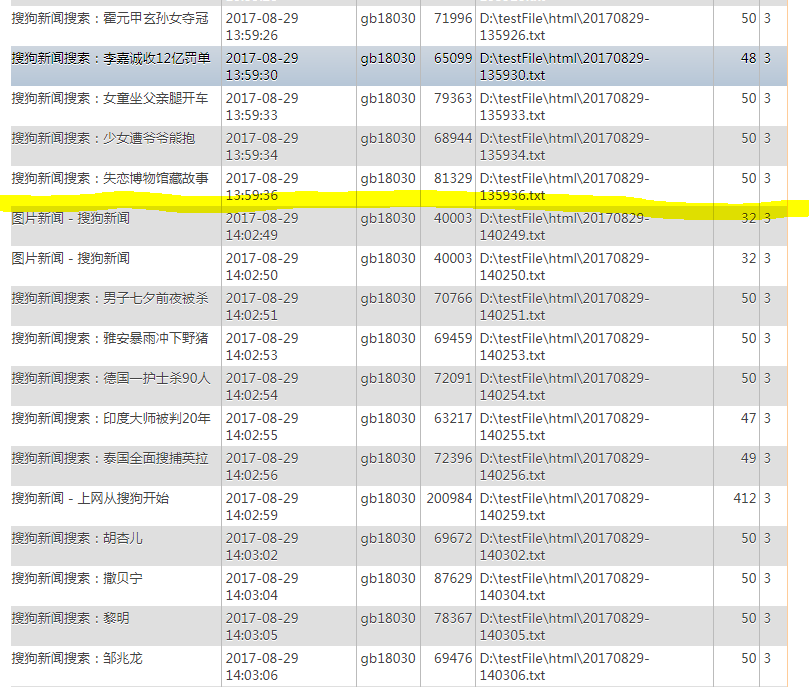 搜狗新闻搜索：霍元甲玄孙女夺冠 2017-08-29 gb18030 71996 D:\testFile\html\20170829- 50 3
13:59:26 135926.txt
搜狗新闻搜索：李嘉诚收12亿罚单 2017-08-29 gb18030 65099 D:\testFile\html\20170829- 48 3
13:59:30 135930.txt
搜狗新闻搜索：女童坐父亲腿开车 2017-08-29 gb18030 79363 D:\testFile\html\20170829- 50 3
13:59:33 135933.txt
搜狗新闻搜索：少女遭爷爷熊抱 2017-08-29 gb18030 68944 D:\testFile\html\20170829- 50 3
13:59:34 135934.txt
搜狗新闻搜索：失恋博物馆藏故事 2017-08-29 gb18030 81329 D:\testFile\html\20170829- 50 3
13:59:36 135936.txt
图片新闻 - 搜狗新闻 2017-08-29 gb18030 40003 D:\testFile\html\20170829- 32 3
14:02:49 140249.txt
图片新闻 - 搜狗新闻 2017-08-29 gb18030 40003 D:\testFile\html\20170829- 32 3
14:02:50 140250.txt
搜狗新闻搜索：男子七夕前夜被杀 2017-08-29 gb18030 70766 D:\testFile\html\20170829- 50 3
14:02:51 140251.txt
搜狗新闻搜索：雅安暴雨冲下野猪 2017-08-29 gb18030 69459 D:\testFile\html\20170829- 50 3
14:02:53 140253.txt
搜狗新闻搜索：德国一护士杀90人 2017-08-29 gb18030 72091 D:\testFile\html\20170829- 50 3
14:02:54 140254.txt
搜狗新闻搜索：印度大师被判20年 2017-08-29 gb18030 63217 D:\testFile\html\20170829- 47 3
14:02:55 140255.txt
搜狗新闻搜索：泰国全面搜捕英拉 2017-08-29 gb18030 72396 D:\testFile\html\20170829- 49 3
14:02:56 140256.txt
搜狗新闻 - 上网从搜狗开始 2017-08-29 gb18030 200984 D:\testFile\html\20170829- 412 3
14:02:59 140259.txt
搜狗新闻搜索：胡杏儿 2017-08-29 gb18030 69672 D:\testFile\html\20170829- 50 3
14:03:02 140302.txt
搜狗新闻搜索：撒贝宁 2017-08-29 gb18030 87629 D:\testFile\html\20170829- 50 3
14:03:04 140304.txt
搜狗新闻搜索：黎明 2017-08-29 gb18030 78367 D:\testFile\html\20170829- 50 3
14:03:05 140305.txt
搜狗新闻搜索：邹兆龙 2017-08-29 gb18030 69476 D:\testFile\html\20170829- 50 3
14:03:06 140306.txt